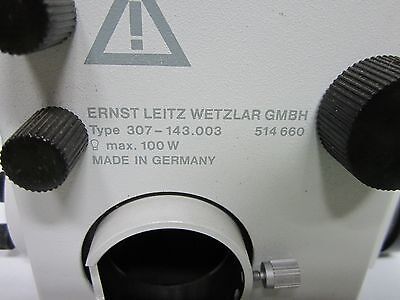 ERNST LEITZ WETZLAR GMBH
Type 307-143.003 514 660
max. 100 W
MADE IN GERMANY